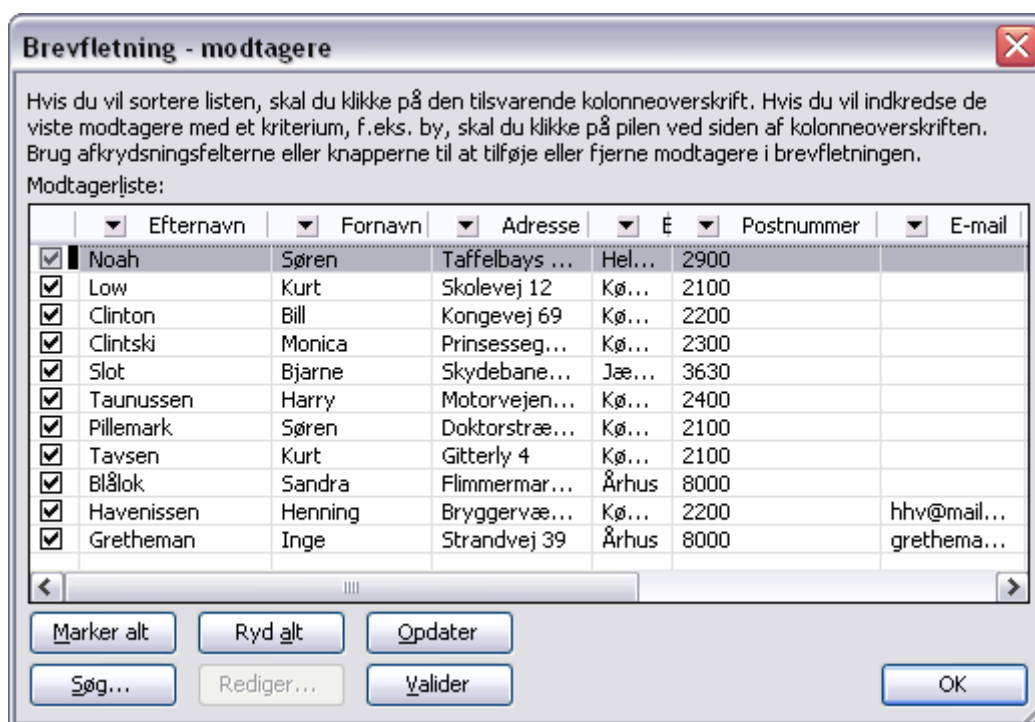 Brevfletning - modtagere
Hvis du vil sortere listen, skal du klikke på den tilsvarende kolonneoverskrift. Hvis du vil indkredse de
viste modtagere med et kriterium, f.eks. by, skal du klikke på pilen ved siden af kolonneoverskriften.
Brug afkrydsningsfelterne eller knapperne til at tilføje eller fjerne modtagere i brevfletningen.
Modtagerliste:
Efternavn Fornavn Adresse Postnummer E-mail
Noah Søren Taffelbays ... Hel... 2900
Low Kurt Skolevej 12 Kø... 2100
Clinton Bill Kongevej 69 Kø... 2200
Clintski Monica Prinsesseg... Kø... 2300
Slot Bjarne Skydebane... Jæ... 3630
Taunussen Harry Motorvejen... Kø... 2400
Pillemark Søren Doktorstræ... Kø... 2100
Tavsen Kurt Gitterly 4 Kø... 2100
Blålok Sandra Flimmermar... Århus 8000
Havenissen Henning Bryggervæ... Kø... 2200 hhv@mail...
Gretheman Inge Strandvej 39 Århus 8000 grethema...
Marker alt Ryd alt Opdater
Søg... Rediger... Valider OK